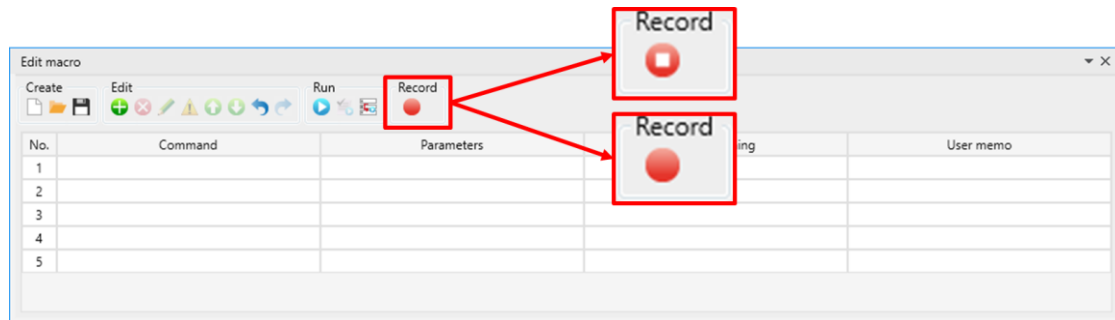 Record
Edit macro
Create Edit Run Record
Record
No. Command Parameters ing User memo
1
2
3
4
5